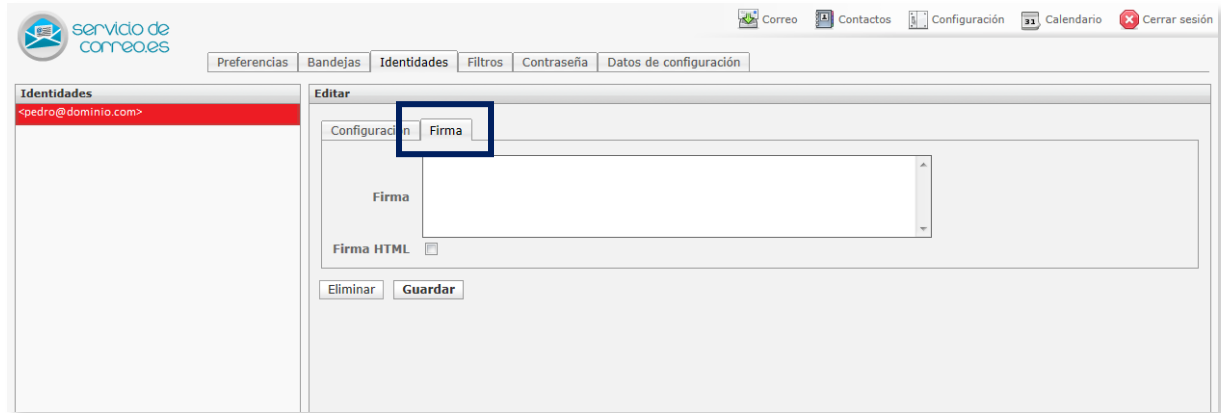 servicio de
correo.es
Correo Contactos Configuración 31 Calendario Cerrar sesión
Preferencias Bandejas Identidades Filtros Contraseña Datos de configuración
Identidades
<pedro@dominio.com>
Editar
Configuración Firma
Firma
Firma HTML
Eliminar Guardar